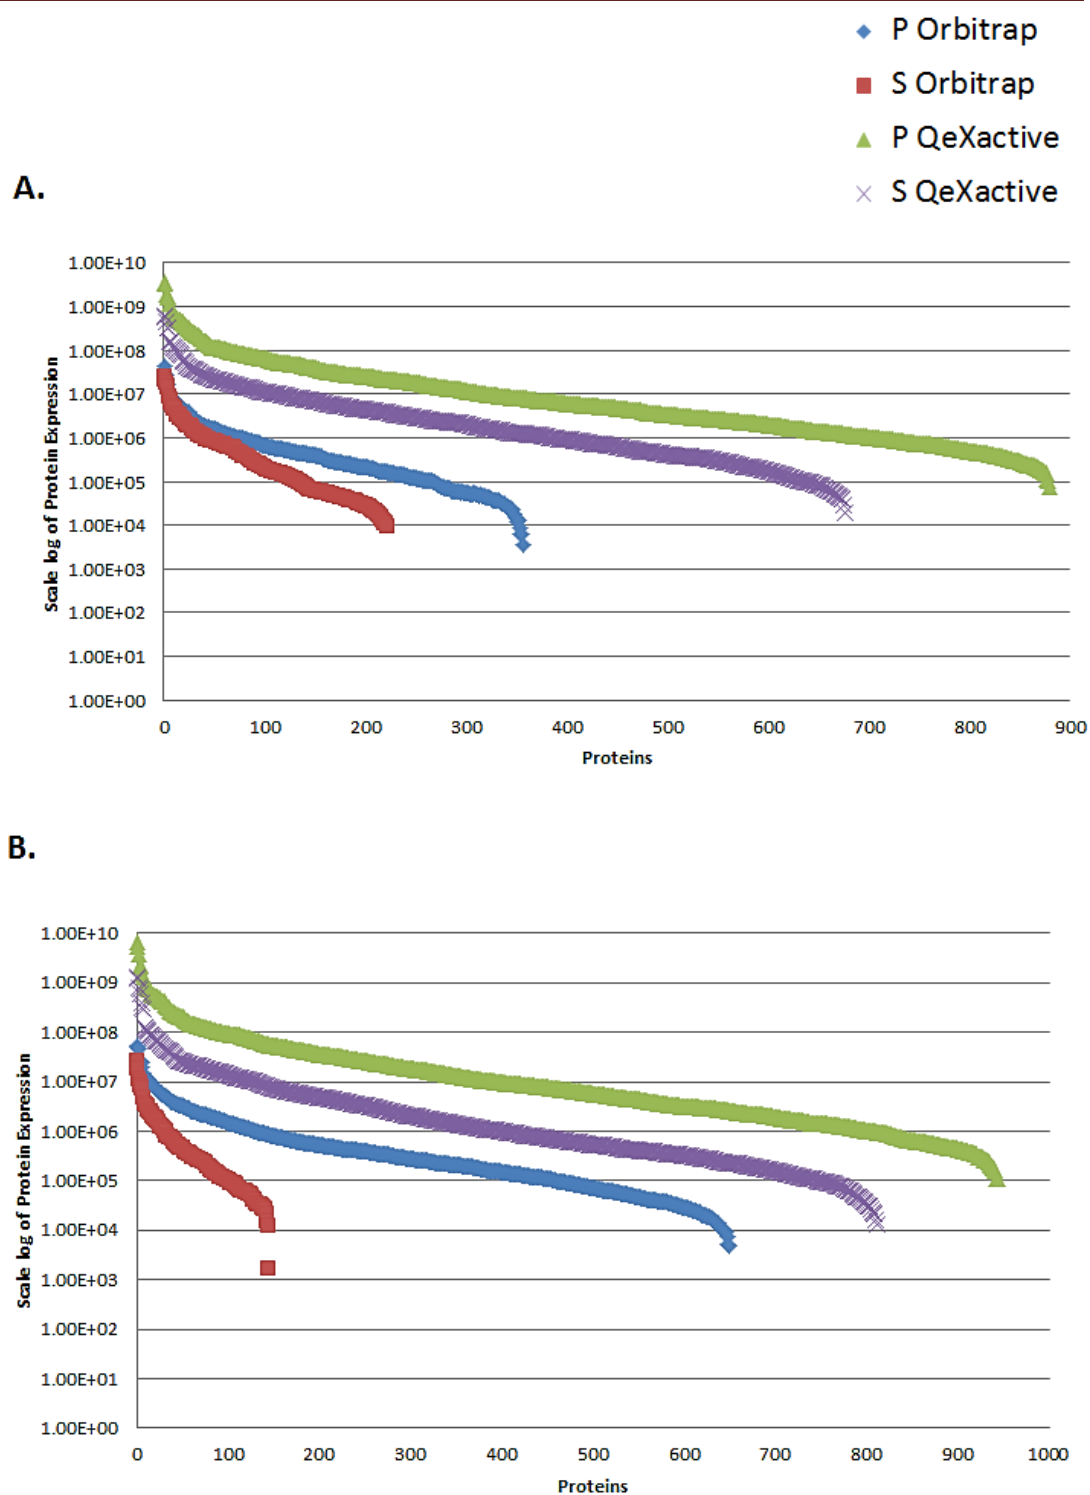 P Orbitrap
S Orbitrap
P QeXactive
S QeXactive
A.
Scale log of Protein Expression
1.00E+10
1.00E+09
1.00E+08
1.00E+07
1.00E+06
1.00E+05
1.00E+04
1.00E+03
1.00E+02
1.00E+01
1.00E+00
0 100 200 300 400 500 600 700 800 900
Proteins
B.
Scale log of Protein Expression
1.00E+10
1.00E+09
1.00E+08
1.00E+07
1.00E+06
1.00E+05
1.00E+04
1.00E+03
1.00E+02
1.00E+01
1.00E+00
0 100 200 300 400 500 600 700 800 900 1000
Proteins